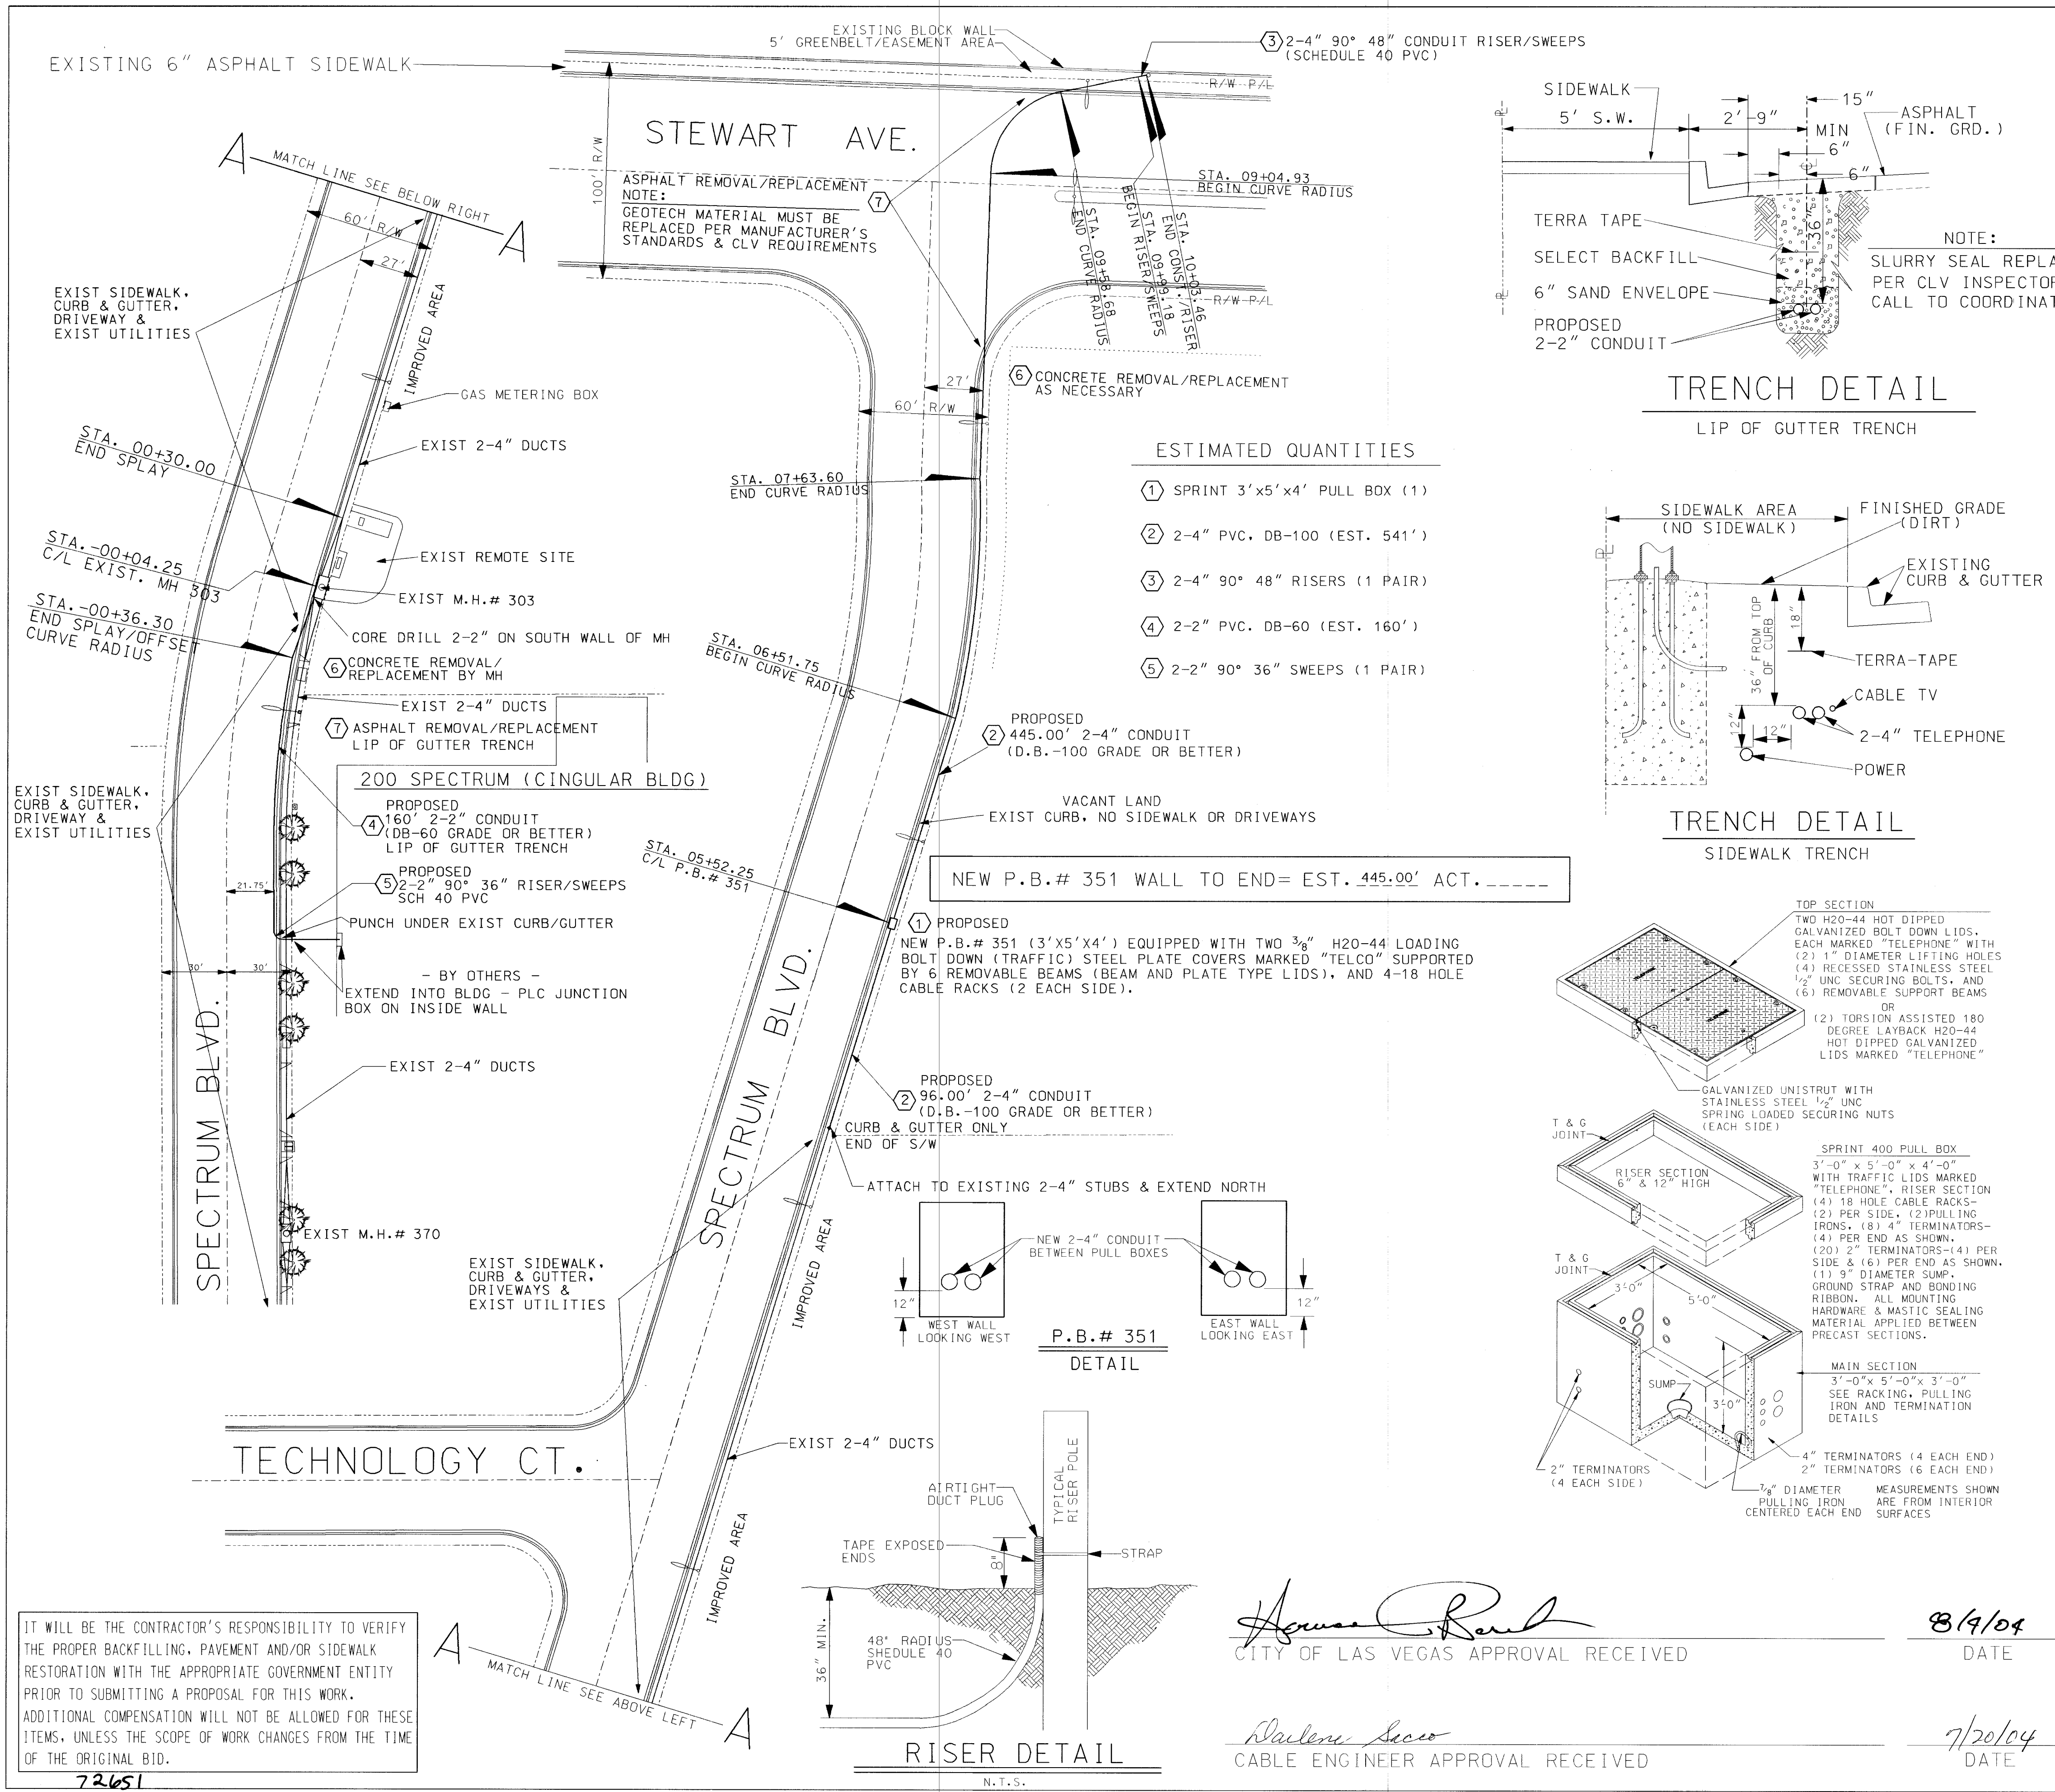 EXISTING 6" ASPHALT SIDEWALK
EXISTING BLOCK WALL
5' GREENBELT/EASEMENT AREA
3 2-4" 90° 48" CONDUIT RISER/SWEEPS
(SCHEDULE 40 PVC)
R/W P/L
STEWART AVE.
100' R/W
ASPHALT REMOVAL/REPLACEMENT
NOTE:
GEOTECH MATERIAL MUST BE
REPLACED PER MANUFACTURER'S
STANDARDS & CLV REQUIREMENTS
7
STA. 09+04.93
BEGIN CURVE RADIUS
STA. 09+58.68
END CURVE RADIUS
STA. 09+99.18
BEGIN RISER/SWEEPS
STA. 10+03.46
END CONST./RISER
R/W P/L
6 CONCRETE REMOVAL/REPLACEMENT
AS NECESSARY
27'
60' R/W
A
MATCH LINE SEE BELOW RIGHT
A
60' R/W
27'
IMPROVED AREA
EXIST SIDEWALK,
CURB & GUTTER,
DRIVEWAY &
EXIST UTILITIES
GAS METERING BOX
EXIST 2-4" DUCTS
STA. 00+30.00
END SPLAY
EXIST REMOTE SITE
STA.-00+04.25
C/L EXIST. MH 303
EXIST M.H.# 303
STA.-00+36.30
END SPLAY/OFFSET
CURVE RADIUS
CORE DRILL 2-2" ON SOUTH WALL OF MH
6 CONCRETE REMOVAL/
REPLACEMENT BY MH
EXIST 2-4" DUCTS
7 ASPHALT REMOVAL/REPLACEMENT
LIP OF GUTTER TRENCH
200 SPECTRUM (CINGULAR BLDG)
EXIST SIDEWALK,
CURB & GUTTER,
DRIVEWAY &
EXIST UTILITIES
PROPOSED
4 160' 2-2" CONDUIT
(DB-60 GRADE OR BETTER)
LIP OF GUTTER TRENCH
PROPOSED
5 2-2" 90° 36" RISER/SWEEPS
SCH 40 PVC
21.75'
PUNCH UNDER EXIST CURB/GUTTER
30' 30'
- BY OTHERS -
EXTEND INTO BLDG - PLC JUNCTION
BOX ON INSIDE WALL
SPECTRUM BLVD.
EXIST 2-4" DUCTS
EXIST M.H.# 370
STA. 07+63.60
END CURVE RADIUS
STA. 06+51.75
BEGIN CURVE RADIUS
PROPOSED
2 445.00' 2-4" CONDUIT
(D.B.-100 GRADE OR BETTER)
VACANT LAND
EXIST CURB, NO SIDEWALK OR DRIVEWAYS
STA. 05+52.25
C/L P.B.# 351
NEW P.B.# 351 WALL TO END= EST. 445.00' ACT._____
1 PROPOSED
NEW P.B.# 351 (3'X5'X4') EQUIPPED WITH TWO 3/8" H20-44 LOADING
BOLT DOWN (TRAFFIC) STEEL PLATE COVERS MARKED "TELCO" SUPPORTED
BY 6 REMOVABLE BEAMS (BEAM AND PLATE TYPE LIDS), AND 4-18 HOLE
CABLE RACKS (2 EACH SIDE).
SPECTRUM BLVD.
PROPOSED
2 96.00' 2-4" CONDUIT
(D.B.-100 GRADE OR BETTER)
CURB & GUTTER ONLY
END OF S/W
ATTACH TO EXISTING 2-4" STUBS & EXTEND NORTH
IMPROVED AREA
EXIST SIDEWALK,
CURB & GUTTER,
DRIVEWAYS &
EXIST UTILITIES
NEW 2-4" CONDUIT
BETWEEN PULL BOXES
12"
12"
WEST WALL
LOOKING WEST
EAST WALL
LOOKING EAST
P.B.# 351
DETAIL
TECHNOLOGY CT.
EXIST 2-4" DUCTS
IMPROVED AREA
A
MATCH LINE SEE ABOVE LEFT
A
ESTIMATED QUANTITIES
1 SPRINT 3'x5'x4' PULL BOX (1)
2 2-4" PVC, DB-100 (EST. 541')
3 2-4" 90° 48" RISERS (1 PAIR)
4 2-2" PVC. DB-60 (EST. 160')
5 2-2" 90° 36" SWEEPS (1 PAIR)
SIDEWALK
15"
5' S.W.
2'-9"
MIN
6"
6"
ASPHALT
(FIN. GRD.)
36"
TERRA TAPE
SELECT BACKFILL
6" SAND ENVELOPE
PROPOSED
2-2" CONDUIT
NOTE:
SLURRY SEAL REPLA
PER CLV INSPECTOR
CALL TO COORDINAT
TRENCH DETAIL
LIP OF GUTTER TRENCH
SIDEWALK AREA
(NO SIDEWALK)
FINISHED GRADE
(DIRT)
EXISTING
CURB & GUTTER
36" FROM TOP
OF CURB
18"
TERRA-TAPE
CABLE TV
12"
12"
2-4" TELEPHONE
POWER
TRENCH DETAIL
SIDEWALK TRENCH
TOP SECTION
TWO H20-44 HOT DIPPED
GALVANIZED BOLT DOWN LIDS,
EACH MARKED "TELEPHONE" WITH
(2) 1" DIAMETER LIFTING HOLES
(4) RECESSED STAINLESS STEEL
1/2" UNC SECURING BOLTS, AND
(6) REMOVABLE SUPPORT BEAMS
OR
(2) TORSION ASSISTED 180
DEGREE LAYBACK H20-44
HOT DIPPED GALVANIZED
LIDS MARKED "TELEPHONE"
GALVANIZED UNISTRUT WITH
STAINLESS STEEL 1/2" UNC
SPRING LOADED SECURING NUTS
(EACH SIDE)
T & G
JOINT
RISER SECTION
6" & 12" HIGH
SPRINT 400 PULL BOX
3'-0" x 5'-0" x 4'-0"
WITH TRAFFIC LIDS MARKED
"TELEPHONE", RISER SECTION
(4) 18 HOLE CABLE RACKS-
(2) PER SIDE, (2)PULLING
IRONS, (8) 4" TERMINATORS-
(4) PER END AS SHOWN.
(20) 2" TERMINATORS-(4) PER
SIDE & (6) PER END AS SHOWN.
(1) 9" DIAMETER SUMP,
GROUND STRAP AND BONDING
RIBBON. ALL MOUNTING
HARDWARE & MASTIC SEALING
MATERIAL APPLIED BETWEEN
PRECAST SECTIONS.
T & G
JOINT
3'-0"
5'-0"
SUMP
3'-0"
MAIN SECTION
3'-0"x 5'-0"x 3'-0"
SEE RACKING, PULLING
IRON AND TERMINATION
DETAILS
2" TERMINATORS
(4 EACH SIDE)
4" TERMINATORS (4 EACH END)
2" TERMINATORS (6 EACH END)
7/8" DIAMETER
PULLING IRON
CENTERED EACH END
MEASUREMENTS SHOWN
ARE FROM INTERIOR
SURFACES
AIRTIGHT
DUCT PLUG
TYPICAL
RISER POLE
TAPE EXPOSED
ENDS
8"
STRAP
36" MIN.
48" RADIUS
SHEDULE 40
PVC
RISER DETAIL
N.T.S.
IT WILL BE THE CONTRACTOR'S RESPONSIBILITY TO VERIFY
THE PROPER BACKFILLING, PAVEMENT AND/OR SIDEWALK
RESTORATION WITH THE APPROPRIATE GOVERNMENT ENTITY
PRIOR TO SUBMITTING A PROPOSAL FOR THIS WORK.
ADDITIONAL COMPENSATION WILL NOT BE ALLOWED FOR THESE
ITEMS, UNLESS THE SCOPE OF WORK CHANGES FROM THE TIME
OF THE ORIGINAL BID.
72651
CITY OF LAS VEGAS APPROVAL RECEIVED
8/9/04
DATE
Darlene Sacco
CABLE ENGINEER APPROVAL RECEIVED
7/20/04
DATE